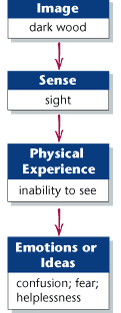 Image
dark wood
Sense
sight
Physical
Experience
inability to see
Emotions or
Ideas
confusion; fear;
helplessness